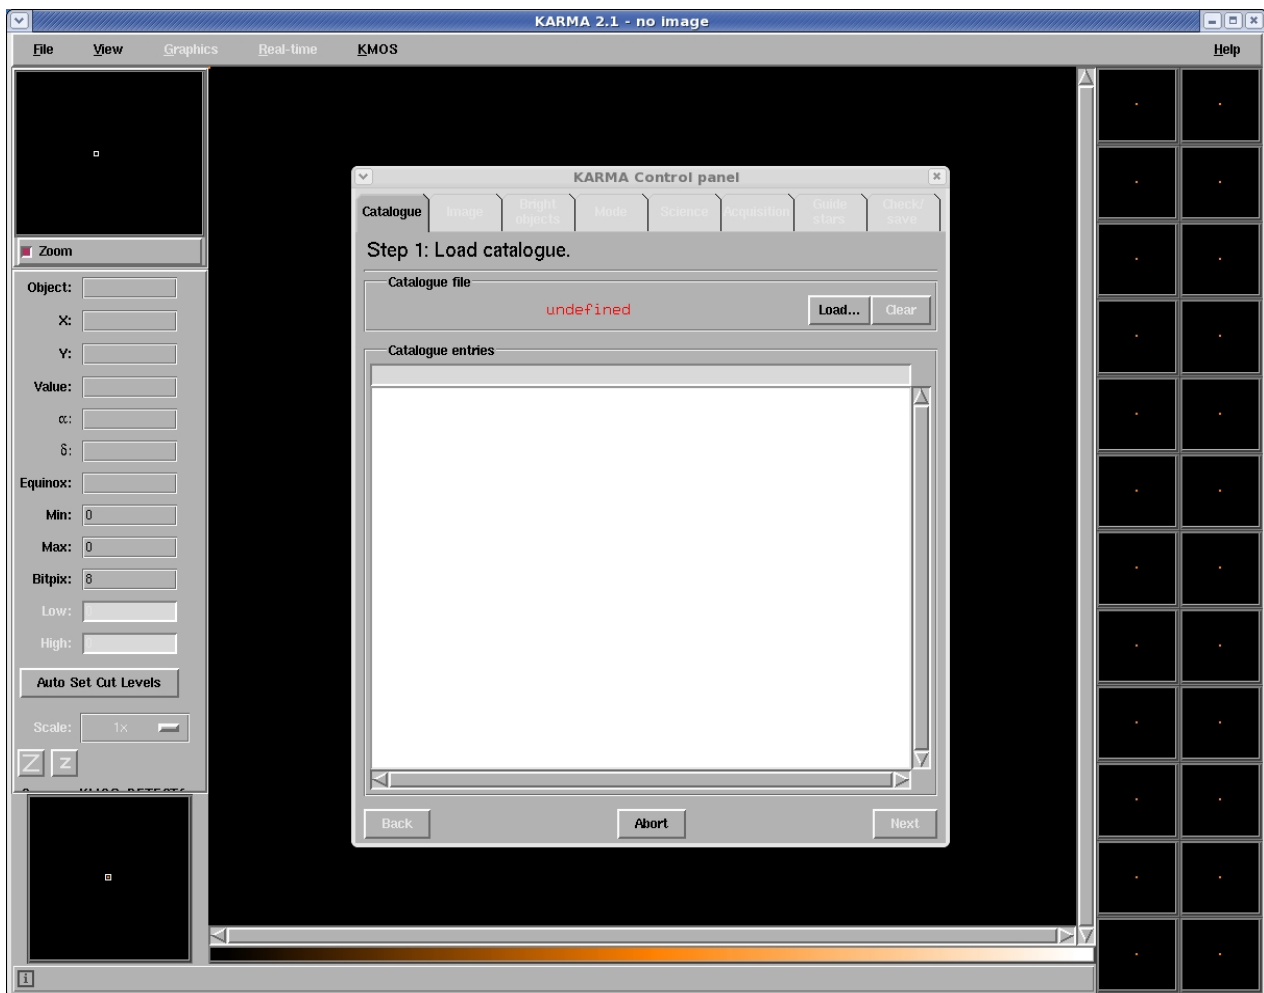 KARMA 2.1 - no image
File View Graphics Real-time KMOS Help
Zoom
Object:
X:
Y:
Value:
α:
δ:
Equinox:
Min: 0
Max: 0
Bitpix: 8
Low:
High:
Auto Set Cut Levels
Scale: 1×
Z z
KARMA Control panel
Catalogue Image Bright objects Mode Science Acquisition Guide stars Check/ save
Step 1: Load catalogue.
Catalogue file
undefined Load... Clear
Catalogue entries
Back Abort Next
i